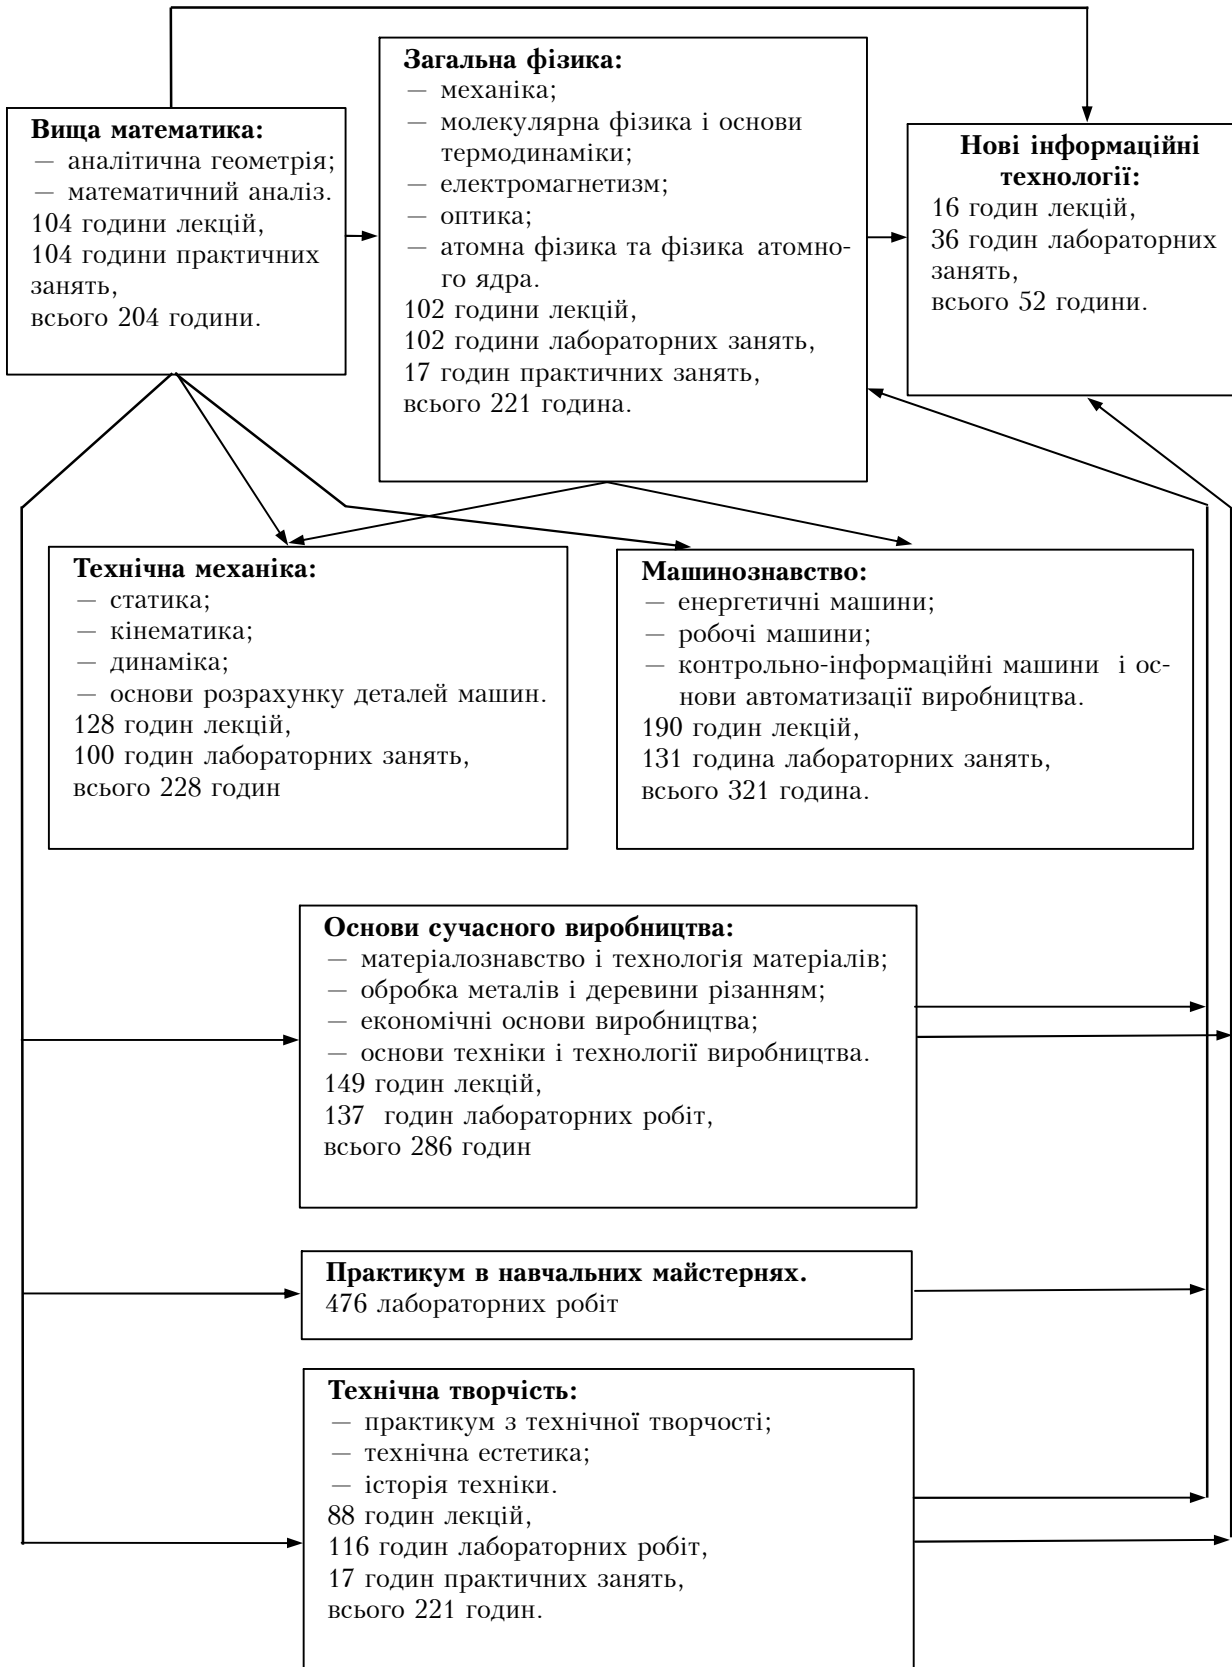 Вища математика:
— аналітична геометрія;
— математичний аналіз.
104 години лекцій,
104 години практичних
занять,
всього 204 години.
Загальна фізика:
— механіка;
— молекулярна фізика і основи
термодинаміки;
— електромагнетизм;
— оптика;
— атомна фізика та фізика атомно-
го ядра.
102 години лекцій,
102 години лабораторних занять,
17 годин практичних занять,
всього 221 година.
Нові інформаційні
технології:
16 годин лекцій,
36 годин лабораторних
занять,
всього 52 години.
Технічна механіка:
— статика;
— кінематика;
— динаміка;
— основи розрахунку деталей машин.
128 годин лекцій,
100 годин лабораторних занять,
всього 228 годин
Машинознавство:
— енергетичні машини;
— робочі машини;
— контрольно-інформаційні машини і ос-
нови автоматизації виробництва.
190 годин лекцій,
131 година лабораторних занять,
всього 321 година.
Основи сучасного виробництва:
— матеріалознавство і технологія матеріалів;
— обробка металів і деревини різанням;
— економічні основи виробництва;
— основи техніки і технології виробництва.
149 годин лекцій,
137 годин лабораторних робіт,
всього 286 годин
Практикум в навчальних майстернях.
476 лабораторних робіт
Технічна творчість:
— практикум з технічної творчості;
— технічна естетика;
— історія техніки.
88 годин лекцій,
116 годин лабораторних робіт,
17 годин практичних занять,
всього 221 годин.